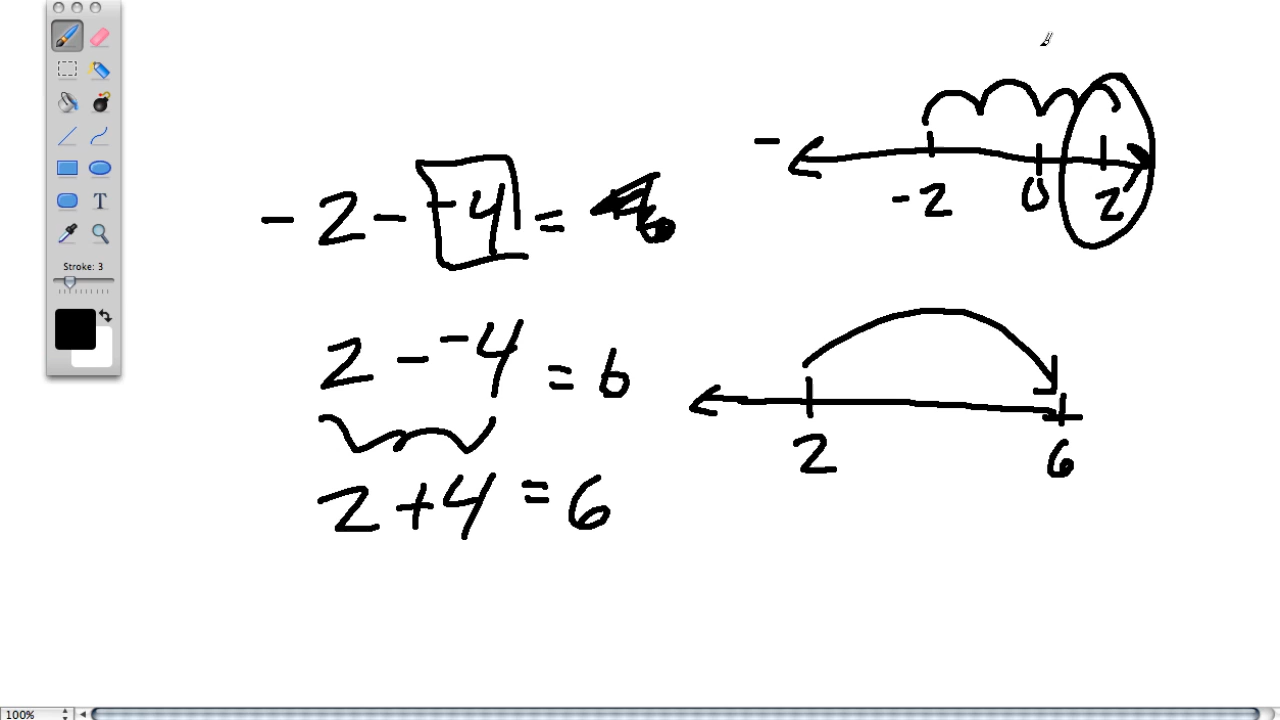 Stroke: 3
- 2 - -4 =
2 - -4 = 6
2 + 4 = 6
-
-2 0 2
2 6
T
100%